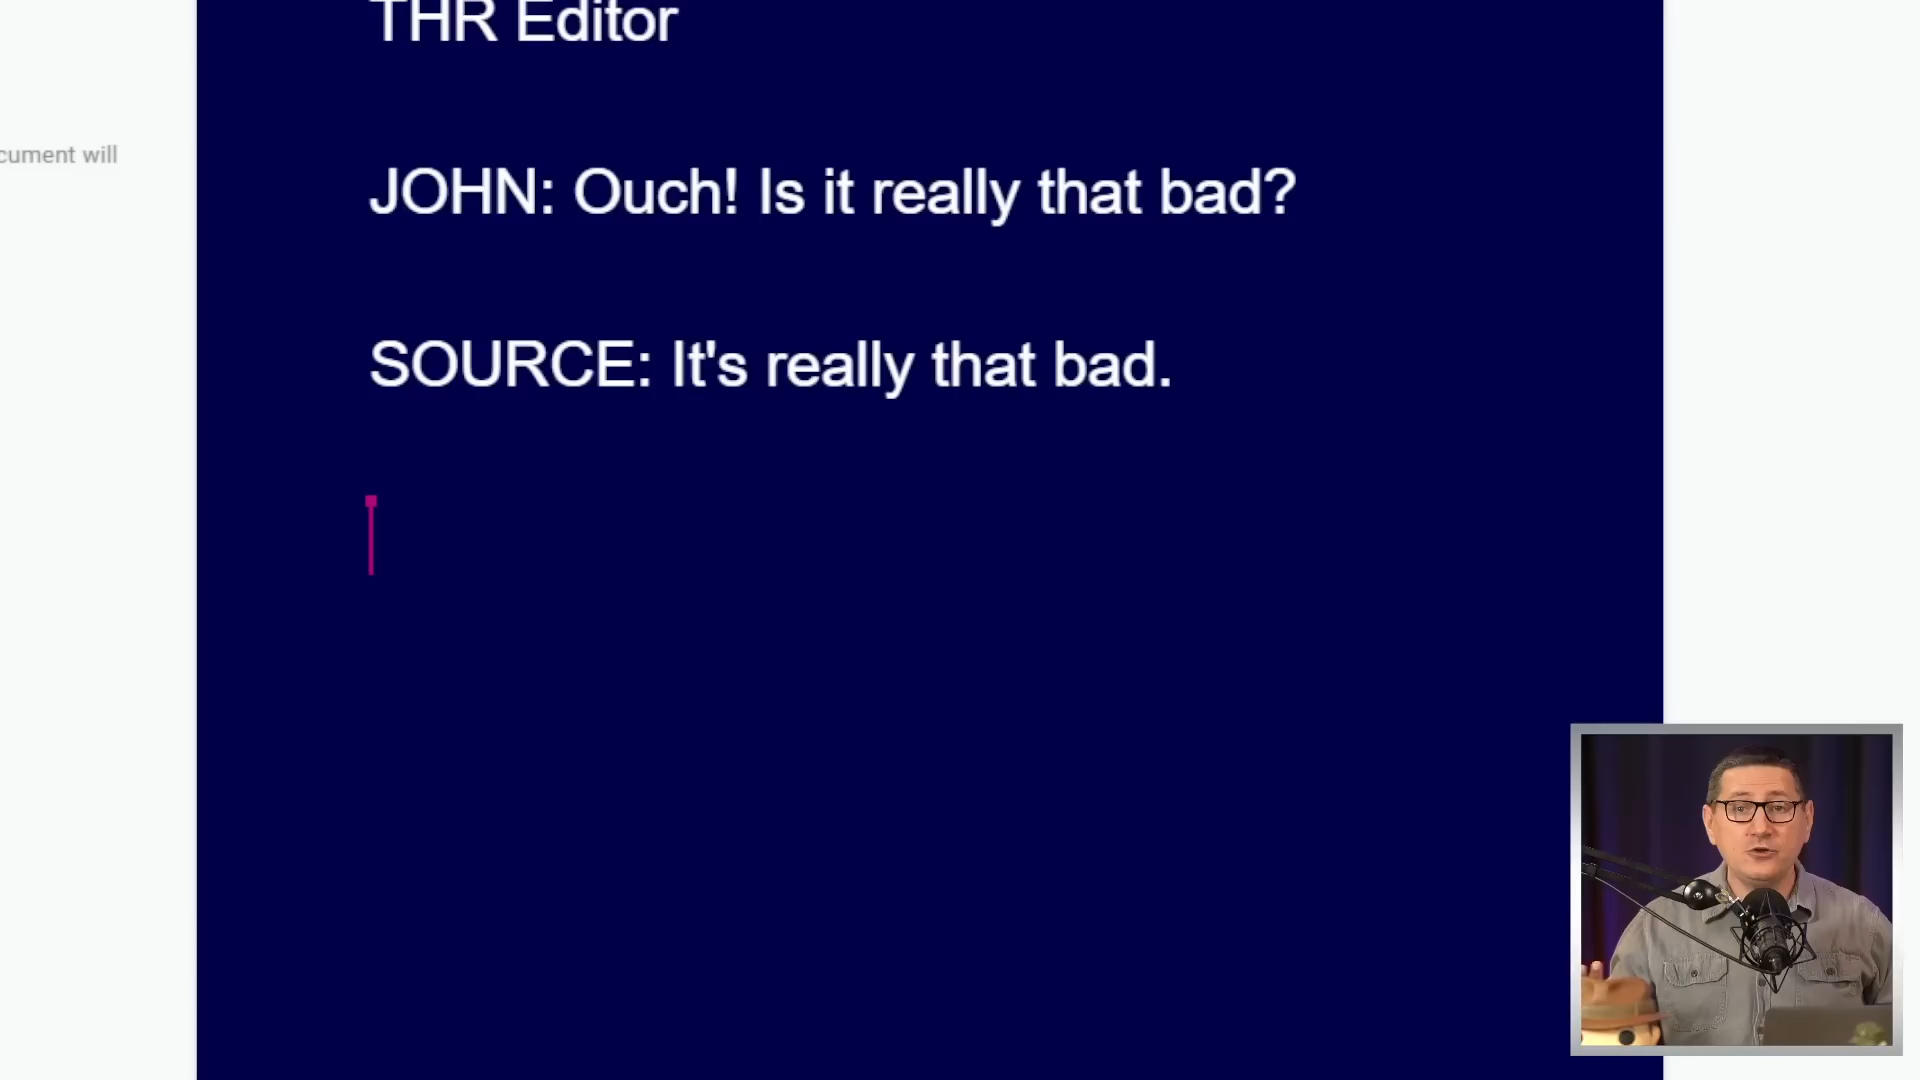 THR Editor
cument will
JOHN: Ouch! Is it really that bad?
SOURCE: It's really that bad.